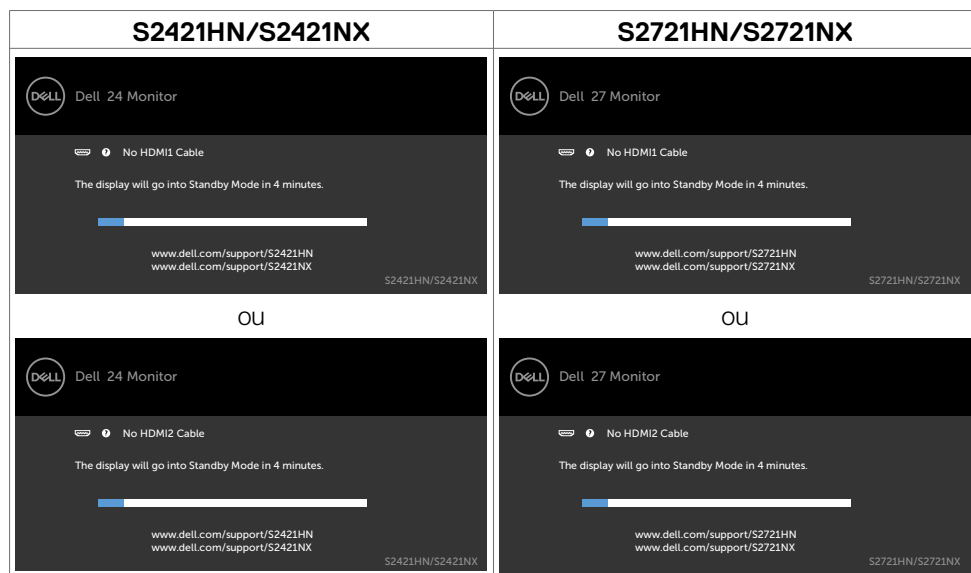 S2421HN/S2421NX
S2721HN/S2721NX
DELL
Dell 24 Monitor
No HDMI1 Cable
The display will go into Standby Mode in 4 minutes.
www.dell.com/support/S2421HN
www.dell.com/support/S2421NX
S2421HN/S2421NX
DELL
Dell 27 Monitor
No HDMI1 Cable
The display will go into Standby Mode in 4 minutes.
www.dell.com/support/S2721HN
www.dell.com/support/S2721NX
S2721HN/S2721NX
ou
ou
DELL
Dell 24 Monitor
No HDMI2 Cable
The display will go into Standby Mode in 4 minutes.
www.dell.com/support/S2421HN
www.dell.com/support/S2421NX
S2421HN/S2421NX
DELL
Dell 27 Monitor
No HDMI2 Cable
The display will go into Standby Mode in 4 minutes.
www.dell.com/support/S2721HN
www.dell.com/support/S2721NX
S2721HN/S2721NX